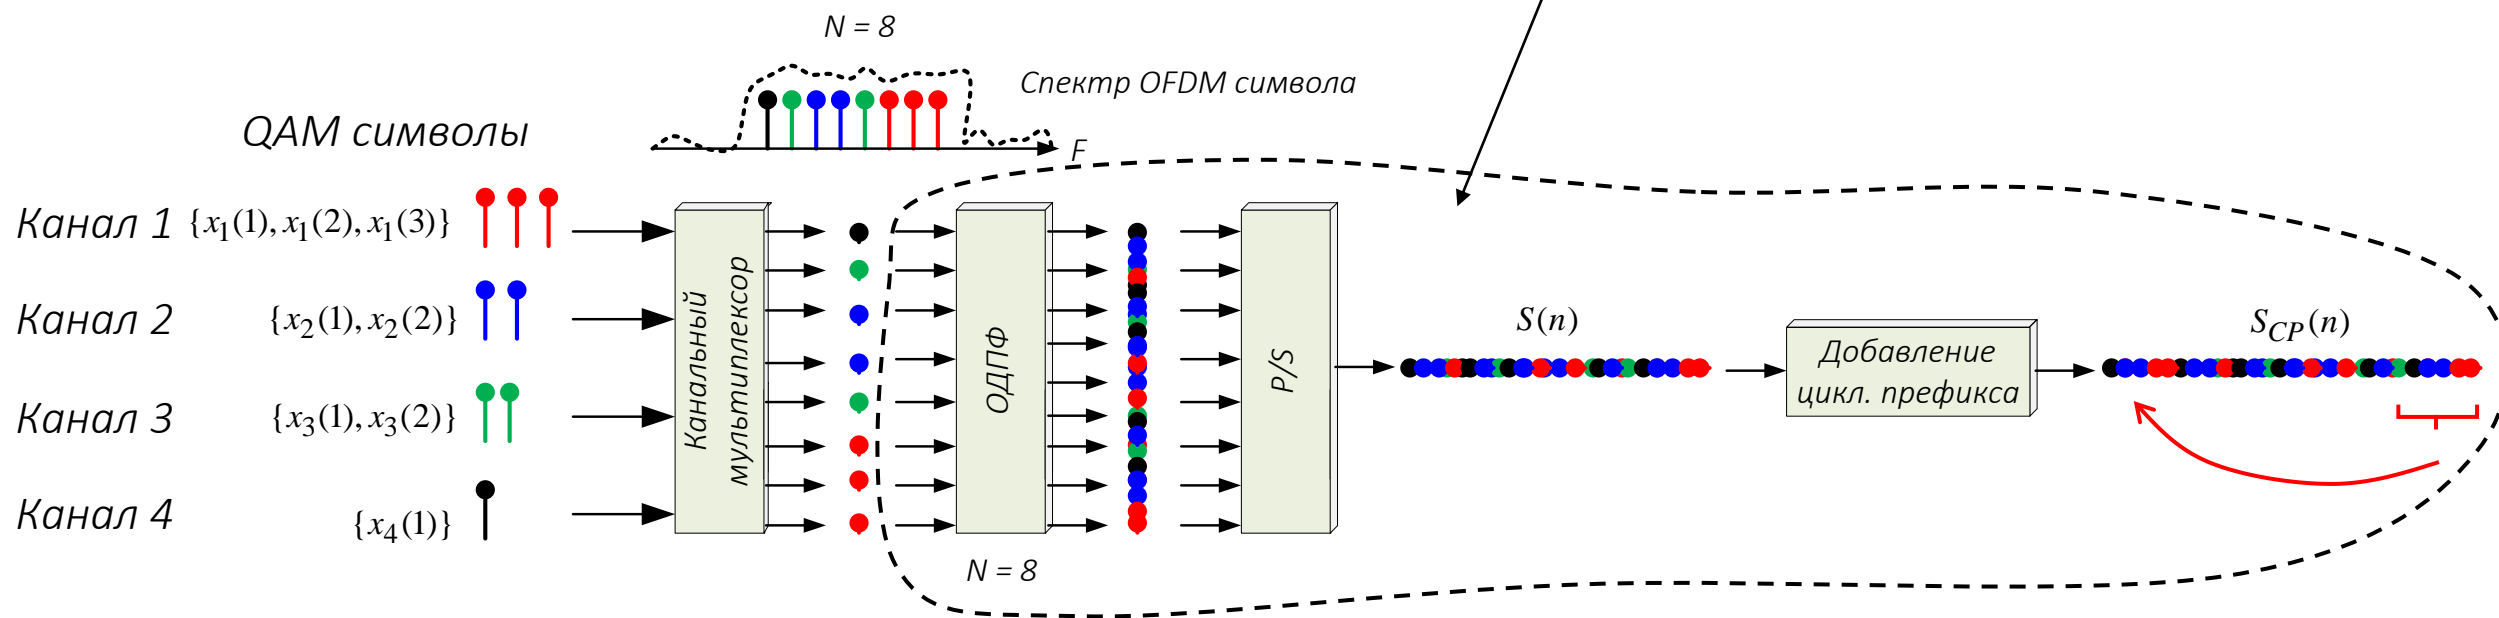 N = 8
Спектр OFDM символа
F
QAM символы
Канал 1 {x₁(1), x₁(2), x₁(3)}
Канал 2 {x₂(1), x₂(2)}
Канал 3 {x₃(1), x₃(2)}
Канал 4 {x₄(1)}
Канальный
мультиплексор
ОДПФ
N = 8
P/S
S(n)
Добавление
цикл. префикса
S_CP(n)